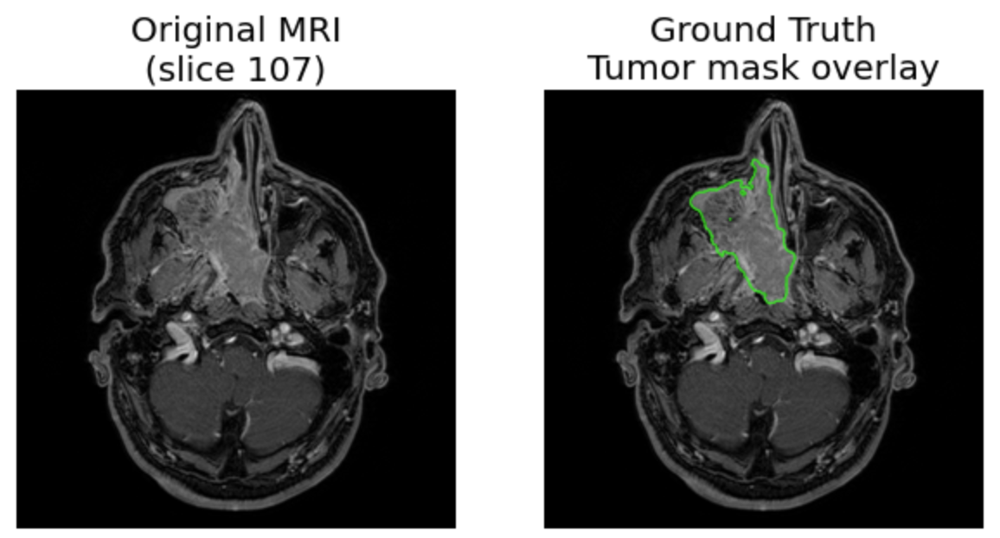 Original MRI
(slice 107)
Ground Truth
Tumor mask overlay